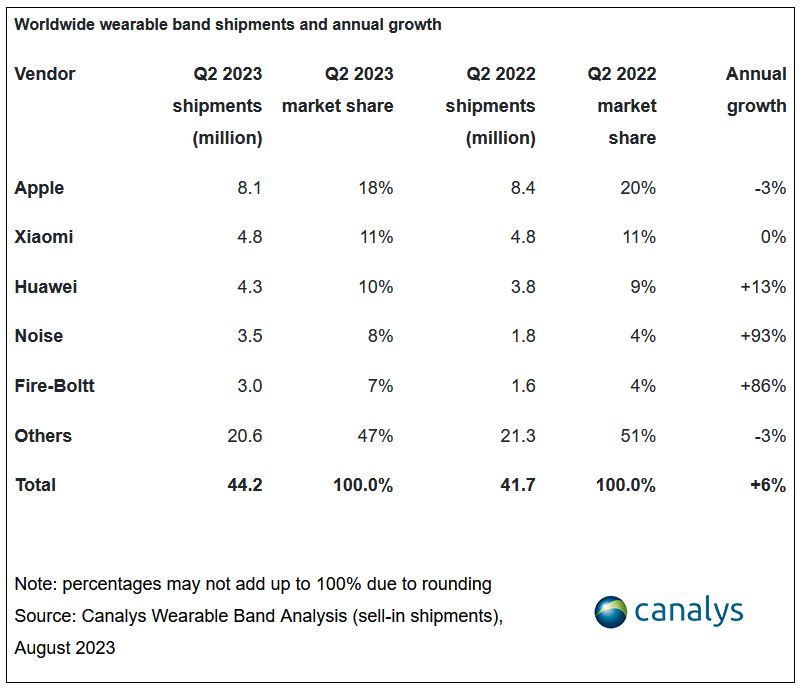 Worldwide wearable band shipments and annual growth
Vendor Q2 2023 Q2 2023 Q2 2022 Q2 2022 Annual
shipments market share shipments market growth
(million) (million) share
Apple 8.1 18% 8.4 20% -3%
Xiaomi 4.8 11% 4.8 11% 0%
Huawei 4.3 10% 3.8 9% +13%
Noise 3.5 8% 1.8 4% +93%
Fire-Boltt 3.0 7% 1.6 4% +86%
Others 20.6 47% 21.3 51% -3%
Total 44.2 100.0% 41.7 100.0% +6%
Note: percentages may not add up to 100% due to rounding
Source: Canalys Wearable Band Analysis (sell-in shipments),
August 2023
canalys